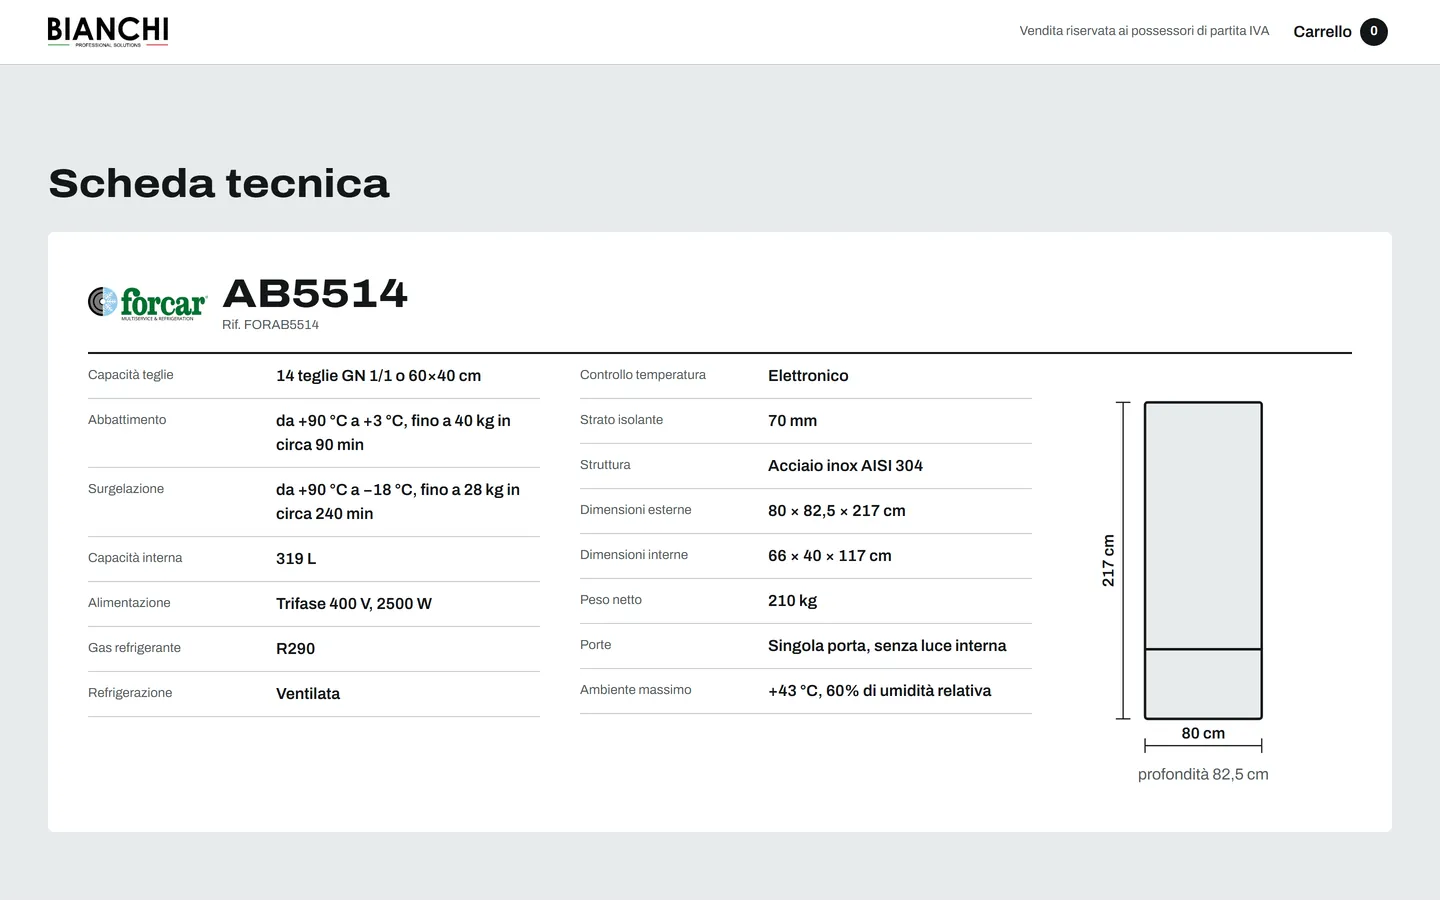 BIANCHI
PROFESSIONAL SOLUTIONS
Vendita riservata ai possessori di partita IVA
Carrello 0
Scheda tecnica
forcar
MULTISERVICE & REFRIGERATION
AB5514
Rif. FORAB5514
Capacità teglie 14 teglie GN 1/1 o 60×40 cm
Abbattimento da +90 °C a +3 °C, fino a 40 kg in
circa 90 min
Surgelazione da +90 °C a −18 °C, fino a 28 kg in
circa 240 min
Capacità interna 319 L
Alimentazione Trifase 400 V, 2500 W
Gas refrigerante R290
Refrigerazione Ventilata
Controllo temperatura Elettronico
Strato isolante 70 mm
Struttura Acciaio inox AISI 304
Dimensioni esterne 80 × 82,5 × 217 cm
Dimensioni interne 66 × 40 × 117 cm
Peso netto 210 kg
Porte Singola porta, senza luce interna
Ambiente massimo +43 °C, 60% di umidità relativa
217 cm
80 cm
profondità 82,5 cm